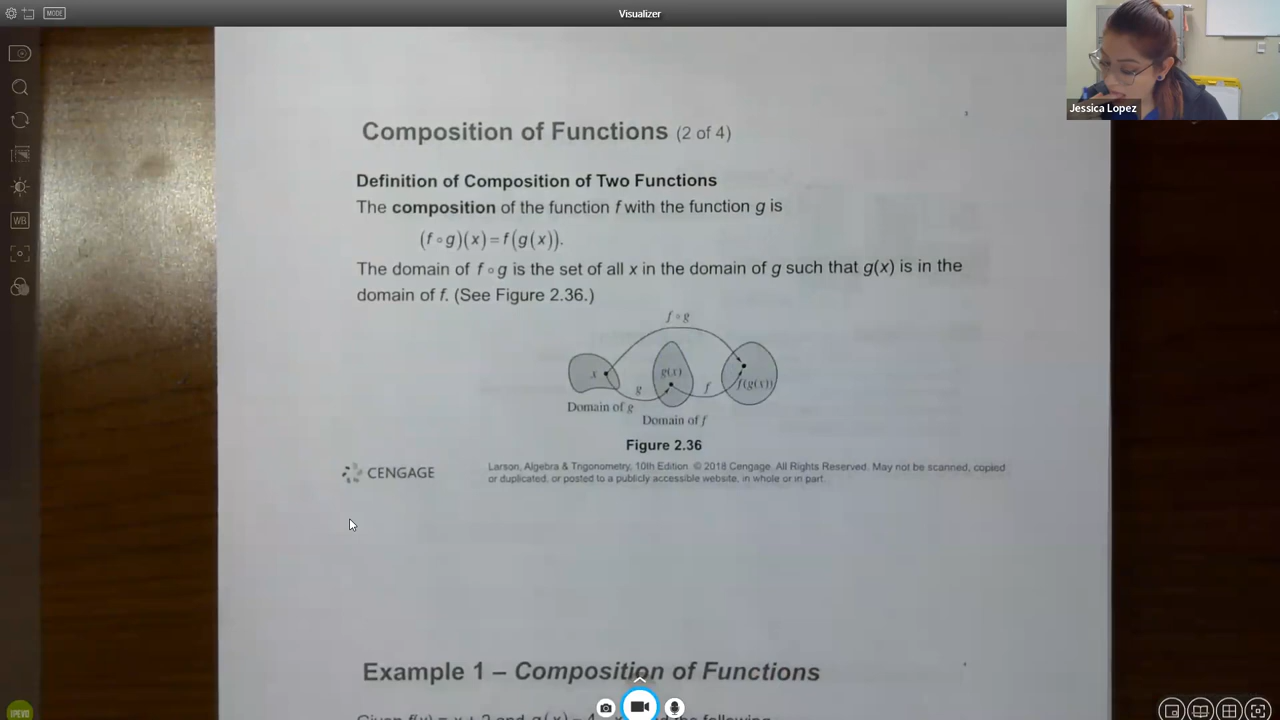 Visualizer
MODE
Jessica Lopez
Composition of Functions (2 of 4)
Definition of Composition of Two Functions
The composition of the function f with the function g is
(f ∘ g)(x) = f(g(x)).
The domain of f ∘ g is the set of all x in the domain of g such that g(x) is in the
domain of f. (See Figure 2.36.)
f ∘ g
x
g(x)
f(g(x))
g
f
Domain of g
Domain of f
Figure 2.36
CENGAGE
Larson, Algebra & Trigonometry, 10th Edition. © 2018 Cengage. All Rights Reserved. May not be scanned, copied
or duplicated, or posted to a publicly accessible website, in whole or in part.
WB
Example 1 – Composition of Functions
IPEVO